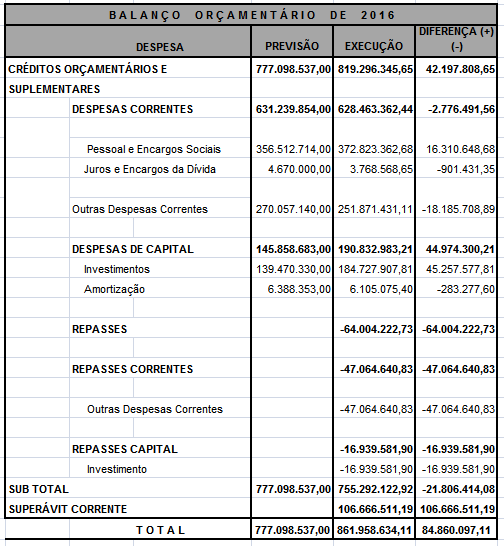 BALANÇO ORÇAMENTÁRIO DE 2016
DESPESA PREVISÃO EXECUÇÃO DIFERENÇA (+) (-)
CRÉDITOS ORÇAMENTÁRIOS E 777.098.537,00 819.296.345,65 42.197.808,65
SUPLEMENTARES
DESPESAS CORRENTES 631.239.854,00 628.463.362,44 -2.776.491,56
Pessoal e Encargos Sociais 356.512.714,00 372.823.362,68 16.310.648,68
Juros e Encargos da Dívida 4.670.000,00 3.768.568,65 -901.431,35
Outras Despesas Correntes 270.057.140,00 251.871.431,11 -18.185.708,89
DESPESAS DE CAPITAL 145.858.683,00 190.832.983,21 44.974.300,21
Investimentos 139.470.330,00 184.727.907,81 45.257.577,81
Amortização 6.388.353,00 6.105.075,40 -283.277,60
REPASSES -64.004.222,73 -64.004.222,73
REPASSES CORRENTES -47.064.640,83 -47.064.640,83
Outras Despesas Correntes -47.064.640,83 -47.064.640,83
REPASSES CAPITAL -16.939.581,90 -16.939.581,90
Investimento -16.939.581,90 -16.939.581,90
SUB TOTAL 777.098.537,00 755.292.122,92 -21.806.414,08
SUPERÁVIT CORRENTE 106.666.511,19 106.666.511,19
TOTAL 777.098.537,00 861.958.634,11 84.860.097,11